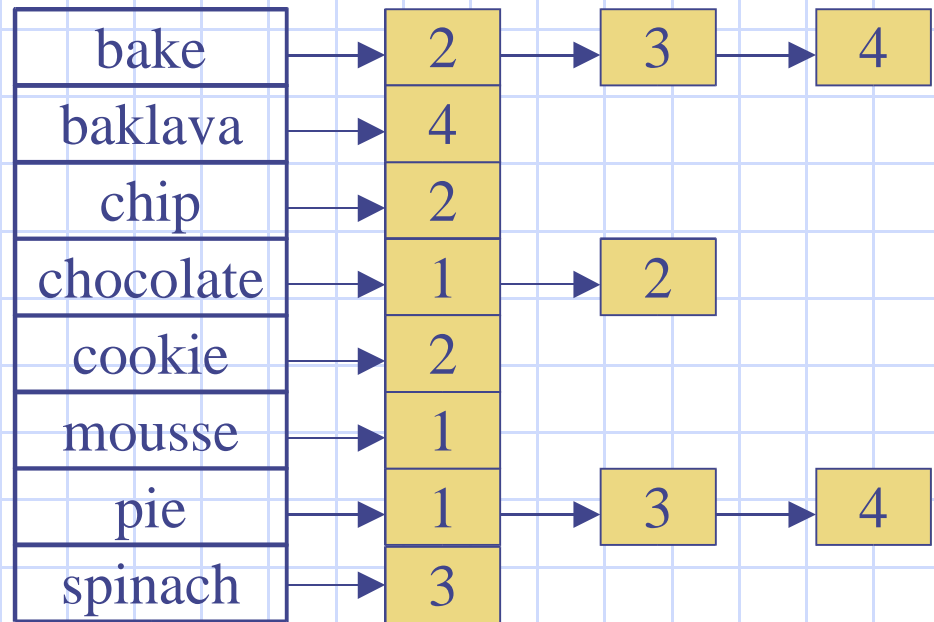 bake 2 3 4
baklava 4
chip 2
chocolate 1 2
cookie 2
mousse 1
pie 1 3 4
spinach 3